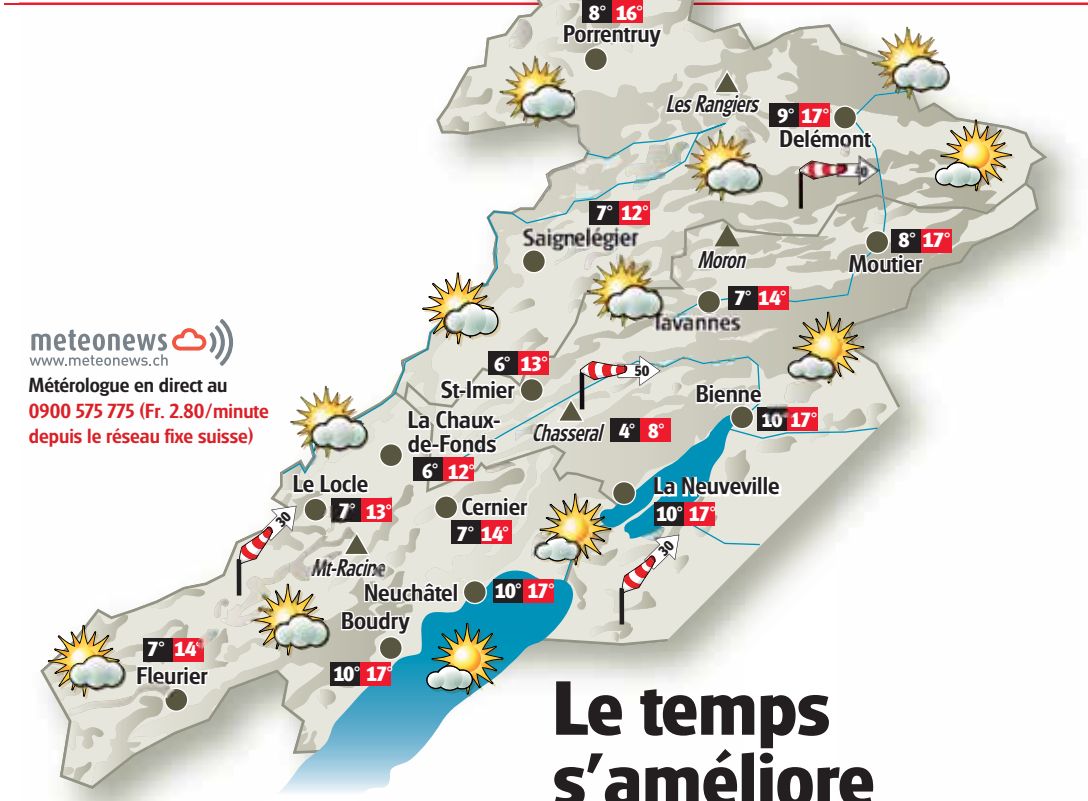 8° 16°
Porrentruy
Les Rangiers
9° 17°
Delémont
40
7° 12°
Saignelégier
Moron
8° 17°
Moutier
7° 14°
Tavannes
meteonews
www.meteonews.ch
Météorologue en direct au
0900 575 775 (Fr. 2.80/minute
depuis le réseau fixe suisse)
6° 13°
St-Imier
50
Bienne
10° 17°
Chasseral 4° 8°
La Chaux-
de-Fonds
6° 12°
Le Locle
7° 13°
30
Cernier
7° 14°
La Neuveville
10° 17°
30
Mt-Racine
Neuchâtel 10° 17°
Boudry
10° 17°
7° 14°
Fleurier
Le temps
s'améliore